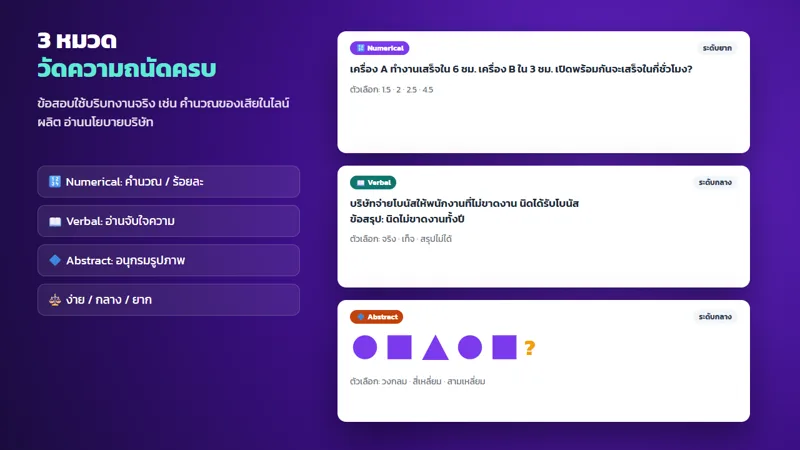 3 หมวด
วัดความถนัดครบ
ข้อสอบใช้บริบทงานจริง เช่น คำนวณของเสียในไลน์
ผลิต อ่านนโยบายบริษัท
Numerical: คำนวณ / ร้อยละ
Verbal: อ่านจับใจความ
Abstract: อนุกรมรูปภาพ
ง่าย / กลาง / ยาก
Numerical
ระดับยาก
เครื่อง A ทำงานเสร็จใน 6 ชม. เครื่อง B ใน 3 ชม. เปิดพร้อมกันจะเสร็จในกี่ชั่วโมง?
ตัวเลือก: 1.5 · 2 · 2.5 · 4.5
Verbal
ระดับกลาง
บริษัทจ่ายโบนัสให้พนักงานที่ไม่ขาดงาน นิดได้รับโบนัส
ข้อสรุป: นิดไม่ขาดงานทั้งปี
ตัวเลือก: จริง · เท็จ · สรุปไม่ได้
Abstract
ระดับกลาง
?
ตัวเลือก: วงกลม · สี่เหลี่ยม · สามเหลี่ยม